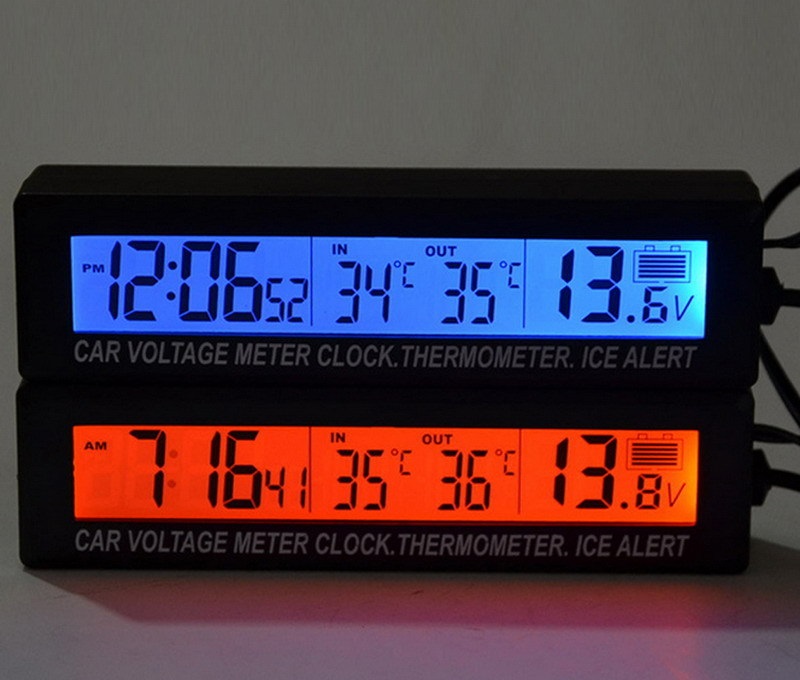 PM 12:06 52 IN 34°C OUT 35°C 13.6V
CAR VOLTAGE METER CLOCK.THERMOMETER. ICE ALERT
AM 7:16 41 IN 35°C OUT 36°C 13.8V
CAR VOLTAGE METER CLOCK.THERMOMETER. ICE ALERT